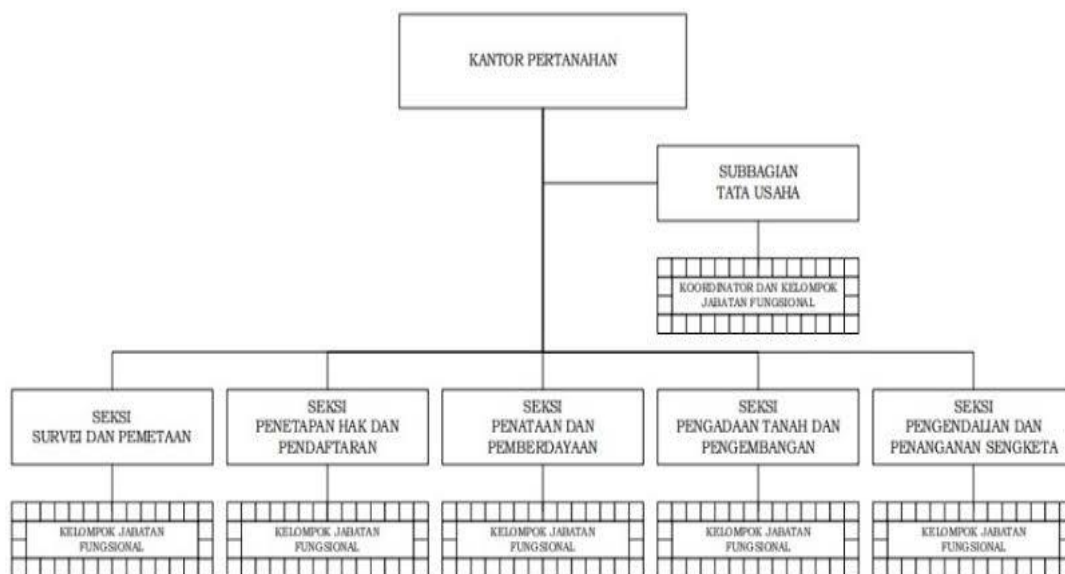 KANTOR PERTANAHAN
SUBBAGIAN
TATA USAHA
KOORDINATOR DAN KELOMPOK
JABATAN FUNGSIONAL
SEKSI
SURVEI DAN PEMETAAN
SEKSI
PENETAPAN HAK DAN
PENDAFTARAN
SEKSI
PENATAAN DAN
PEMBERDAYAAN
SEKSI
PENGADAAN TANAH DAN
PENGEMBANGAN
SEKSI
PENGENDALIAN DAN
PENANGANAN SENGKETA
KELOMPOK JABATAN
FUNGSIONAL
KELOMPOK JABATAN
FUNGSIONAL
KELOMPOK JABATAN
FUNGSIONAL
KELOMPOK JABATAN
FUNGSIONAL
KELOMPOK JABATAN
FUNGSIONAL